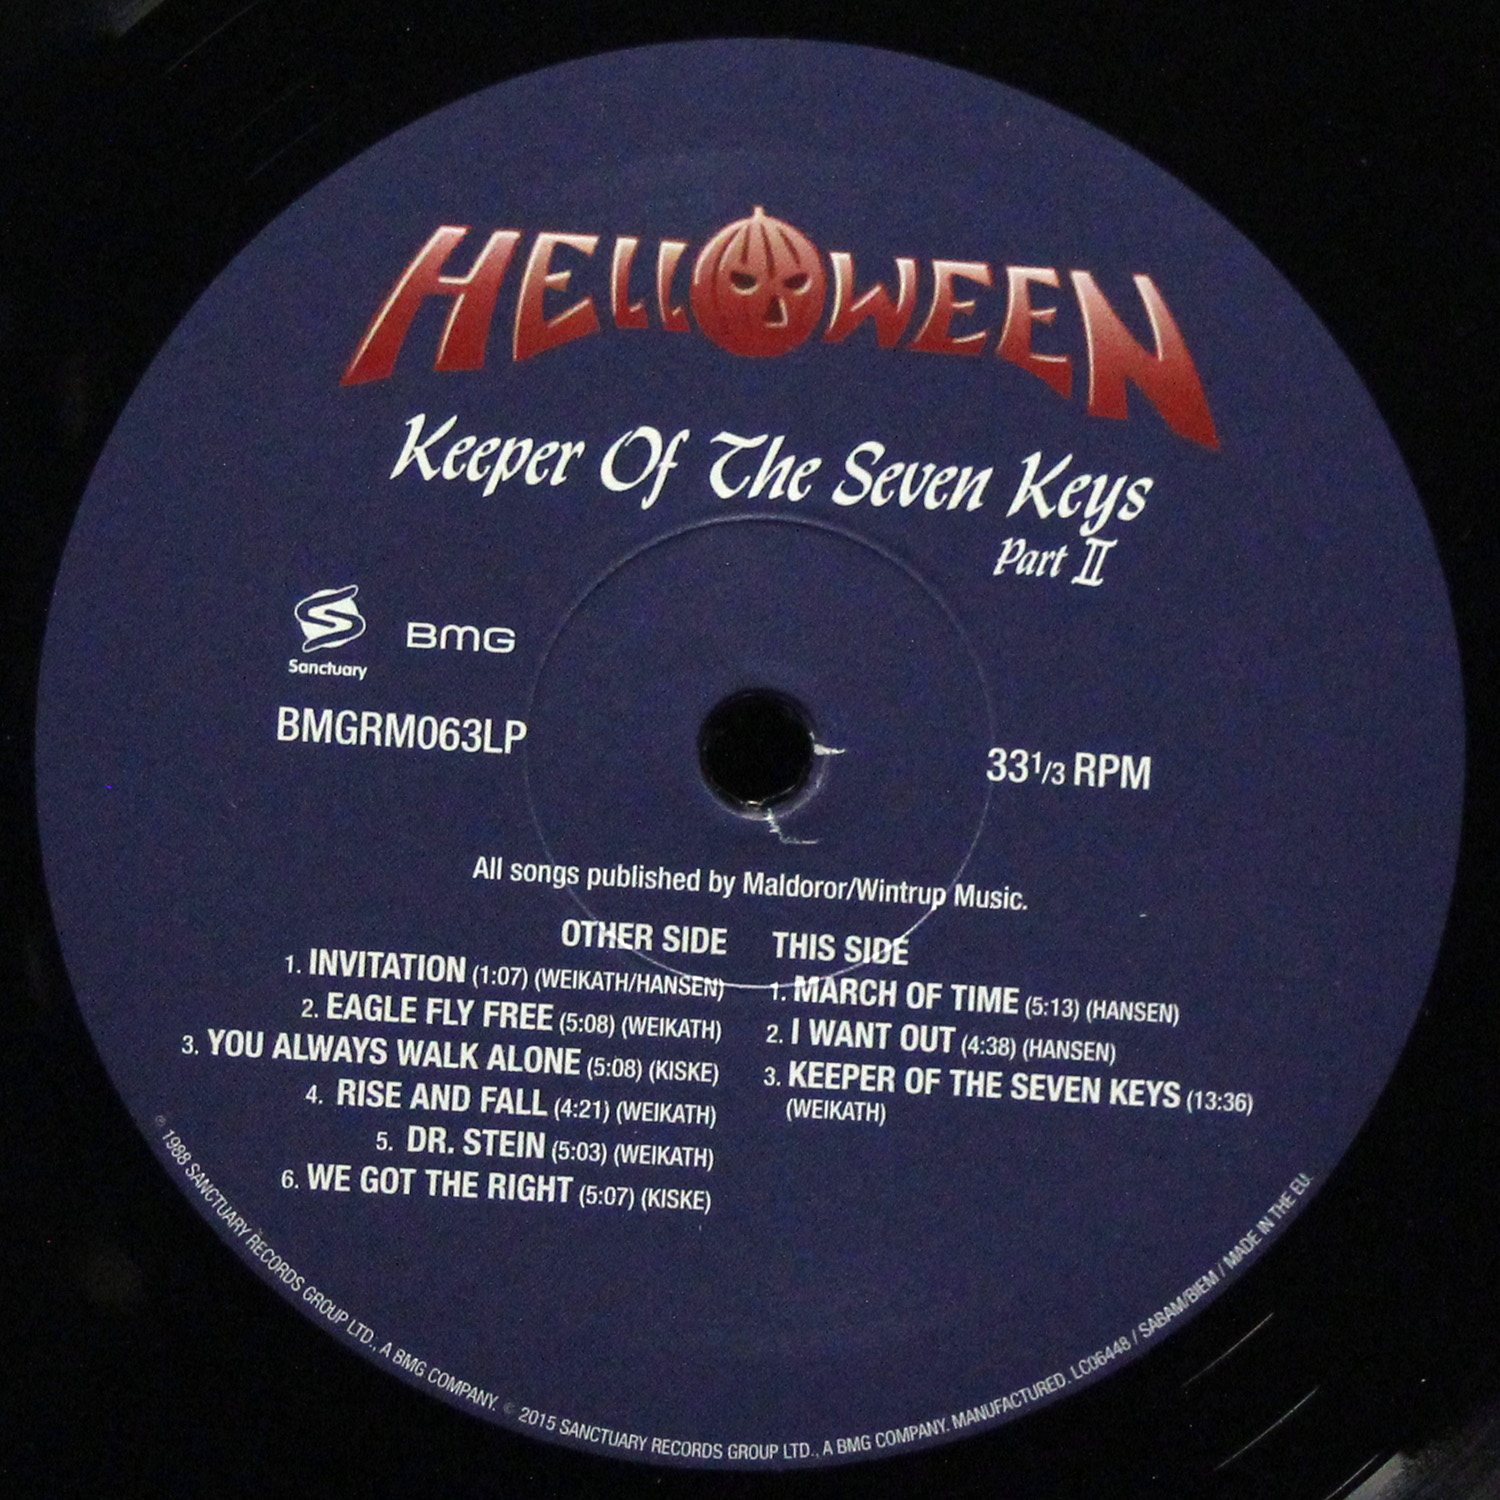 HELLOWEEN
Keeper Of The Seven Keys
Part II
Sanctuary
BMG
BMGRM063LP
33 1/3 RPM
All songs published by Maldoror/Wintrup Music.
OTHER SIDE
1. INVITATION (1:07) (WEIKATH/HANSEN)
2. EAGLE FLY FREE (5:08) (WEIKATH)
3. YOU ALWAYS WALK ALONE (5:08) (KISKE)
4. RISE AND FALL (4:21) (WEIKATH)
5. DR. STEIN (5:03) (WEIKATH)
6. WE GOT THE RIGHT (5:07) (KISKE)
THIS SIDE
1. MARCH OF TIME (5:13) (HANSEN)
2. I WANT OUT (4:38) (HANSEN)
3. KEEPER OF THE SEVEN KEYS (13:36)
(WEIKATH)
℗ 1988 SANCTUARY RECORDS GROUP LTD., A BMG COMPANY. © 2015 SANCTUARY RECORDS GROUP LTD., A BMG COMPANY. MANUFACTURED. LC06448 / SABAM/BIEM / MADE IN THE EU.